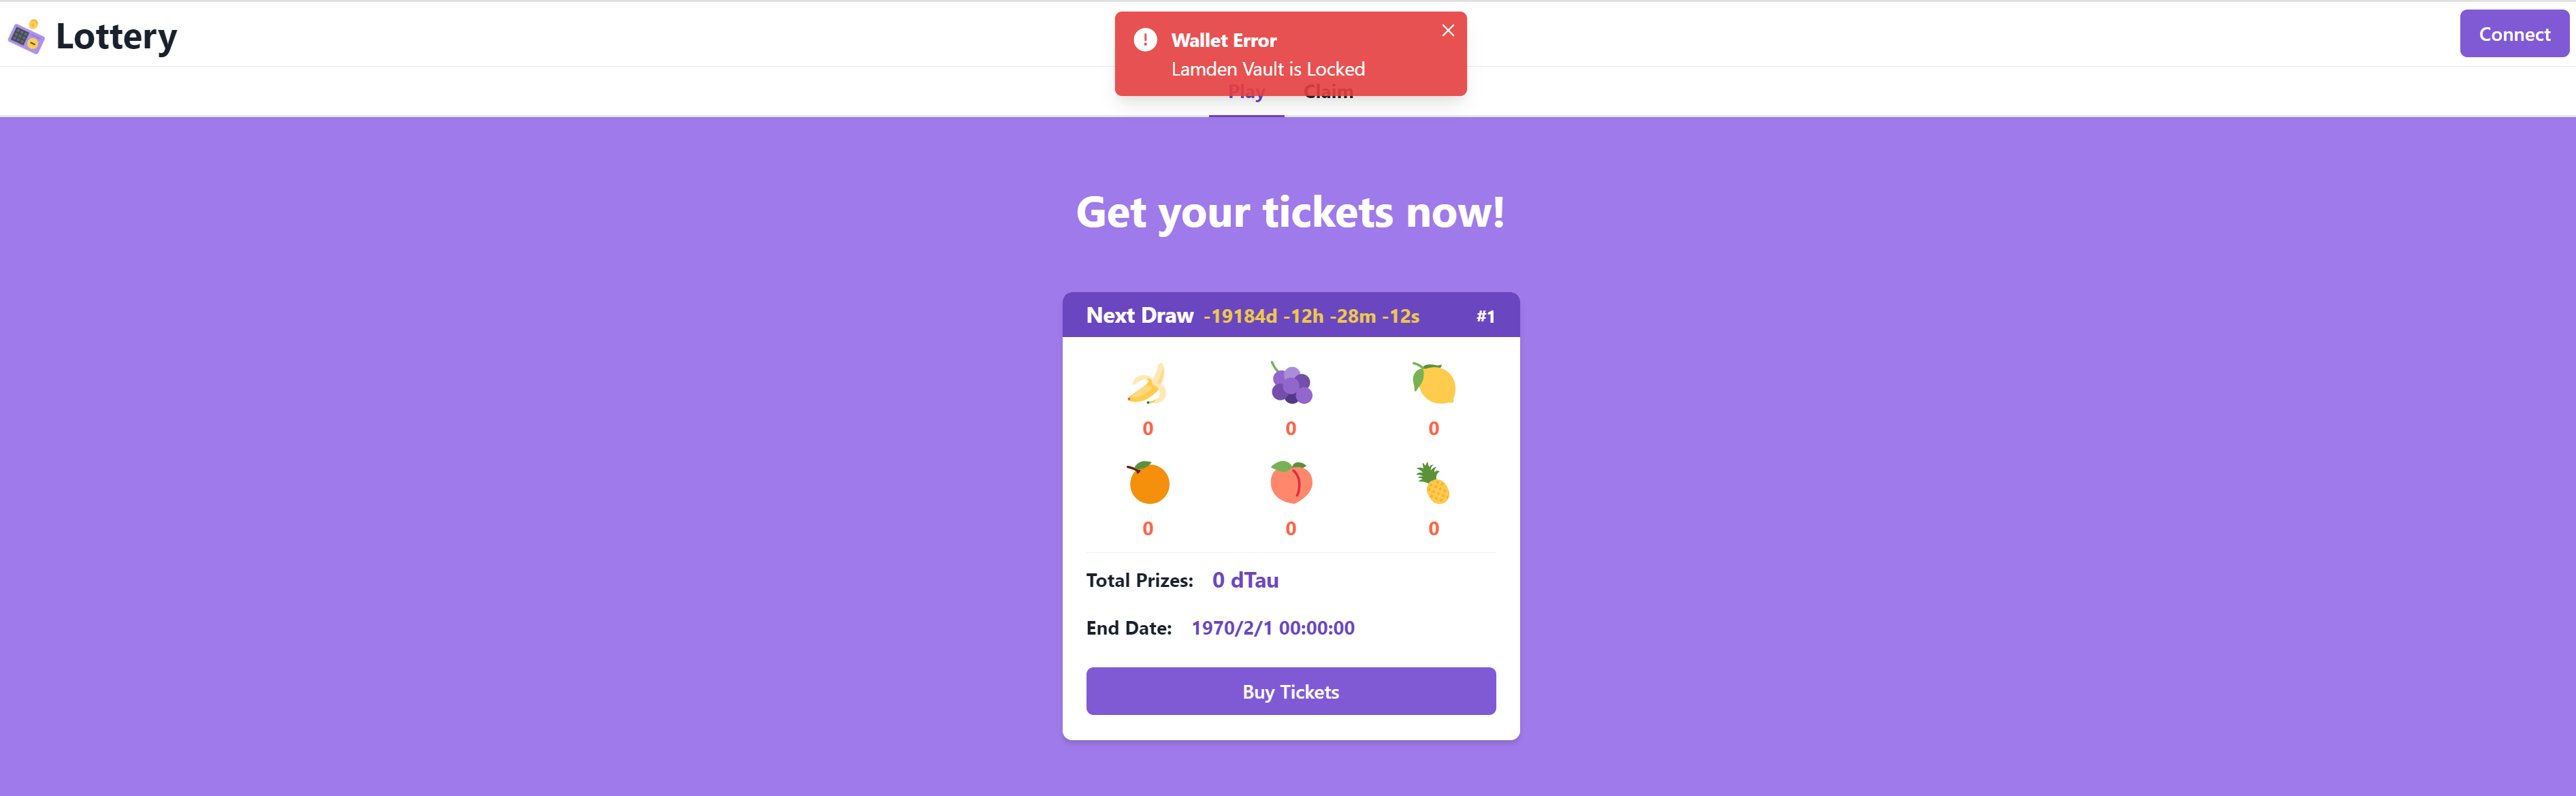 Lottery
Wallet Error
Lamden Vault is Locked
Connect
Play Claim
Get your tickets now!
Next Draw -19184d -12h -28m -12s #1
0 0 0
0 0 0
Total Prizes: 0 dTau
End Date: 1970/2/1 00:00:00
Buy Tickets